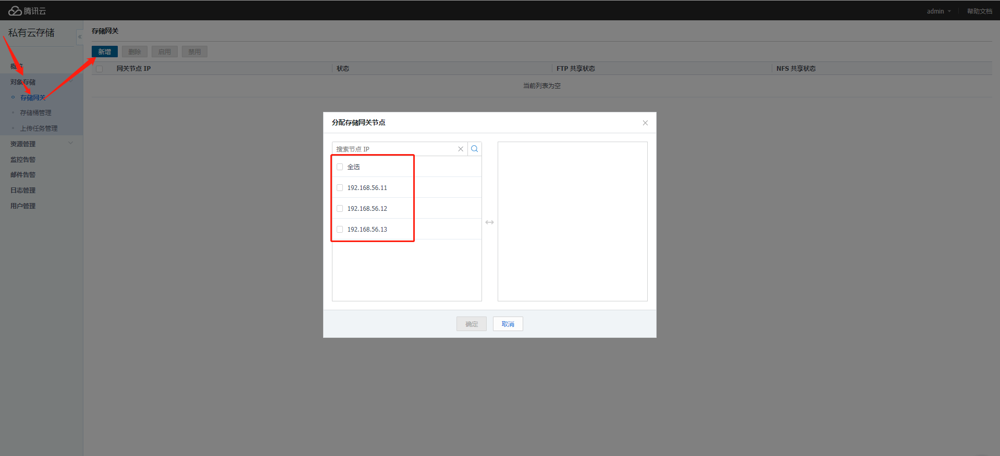 腾讯云
admin
帮助文档
私有云存储
概览
对象存储
存储网关
存储桶管理
上传任务管理
资源管理
监控告警
邮件告警
日志管理
用户管理
存储网关
新增 删除 启用 禁用
网关节点 IP 状态 FTP 共享状态 NFS 共享状态
当前列表为空
分配存储网关节点
搜索节点 IP
全选
192.168.56.11
192.168.56.12
192.168.56.13
确定 取消